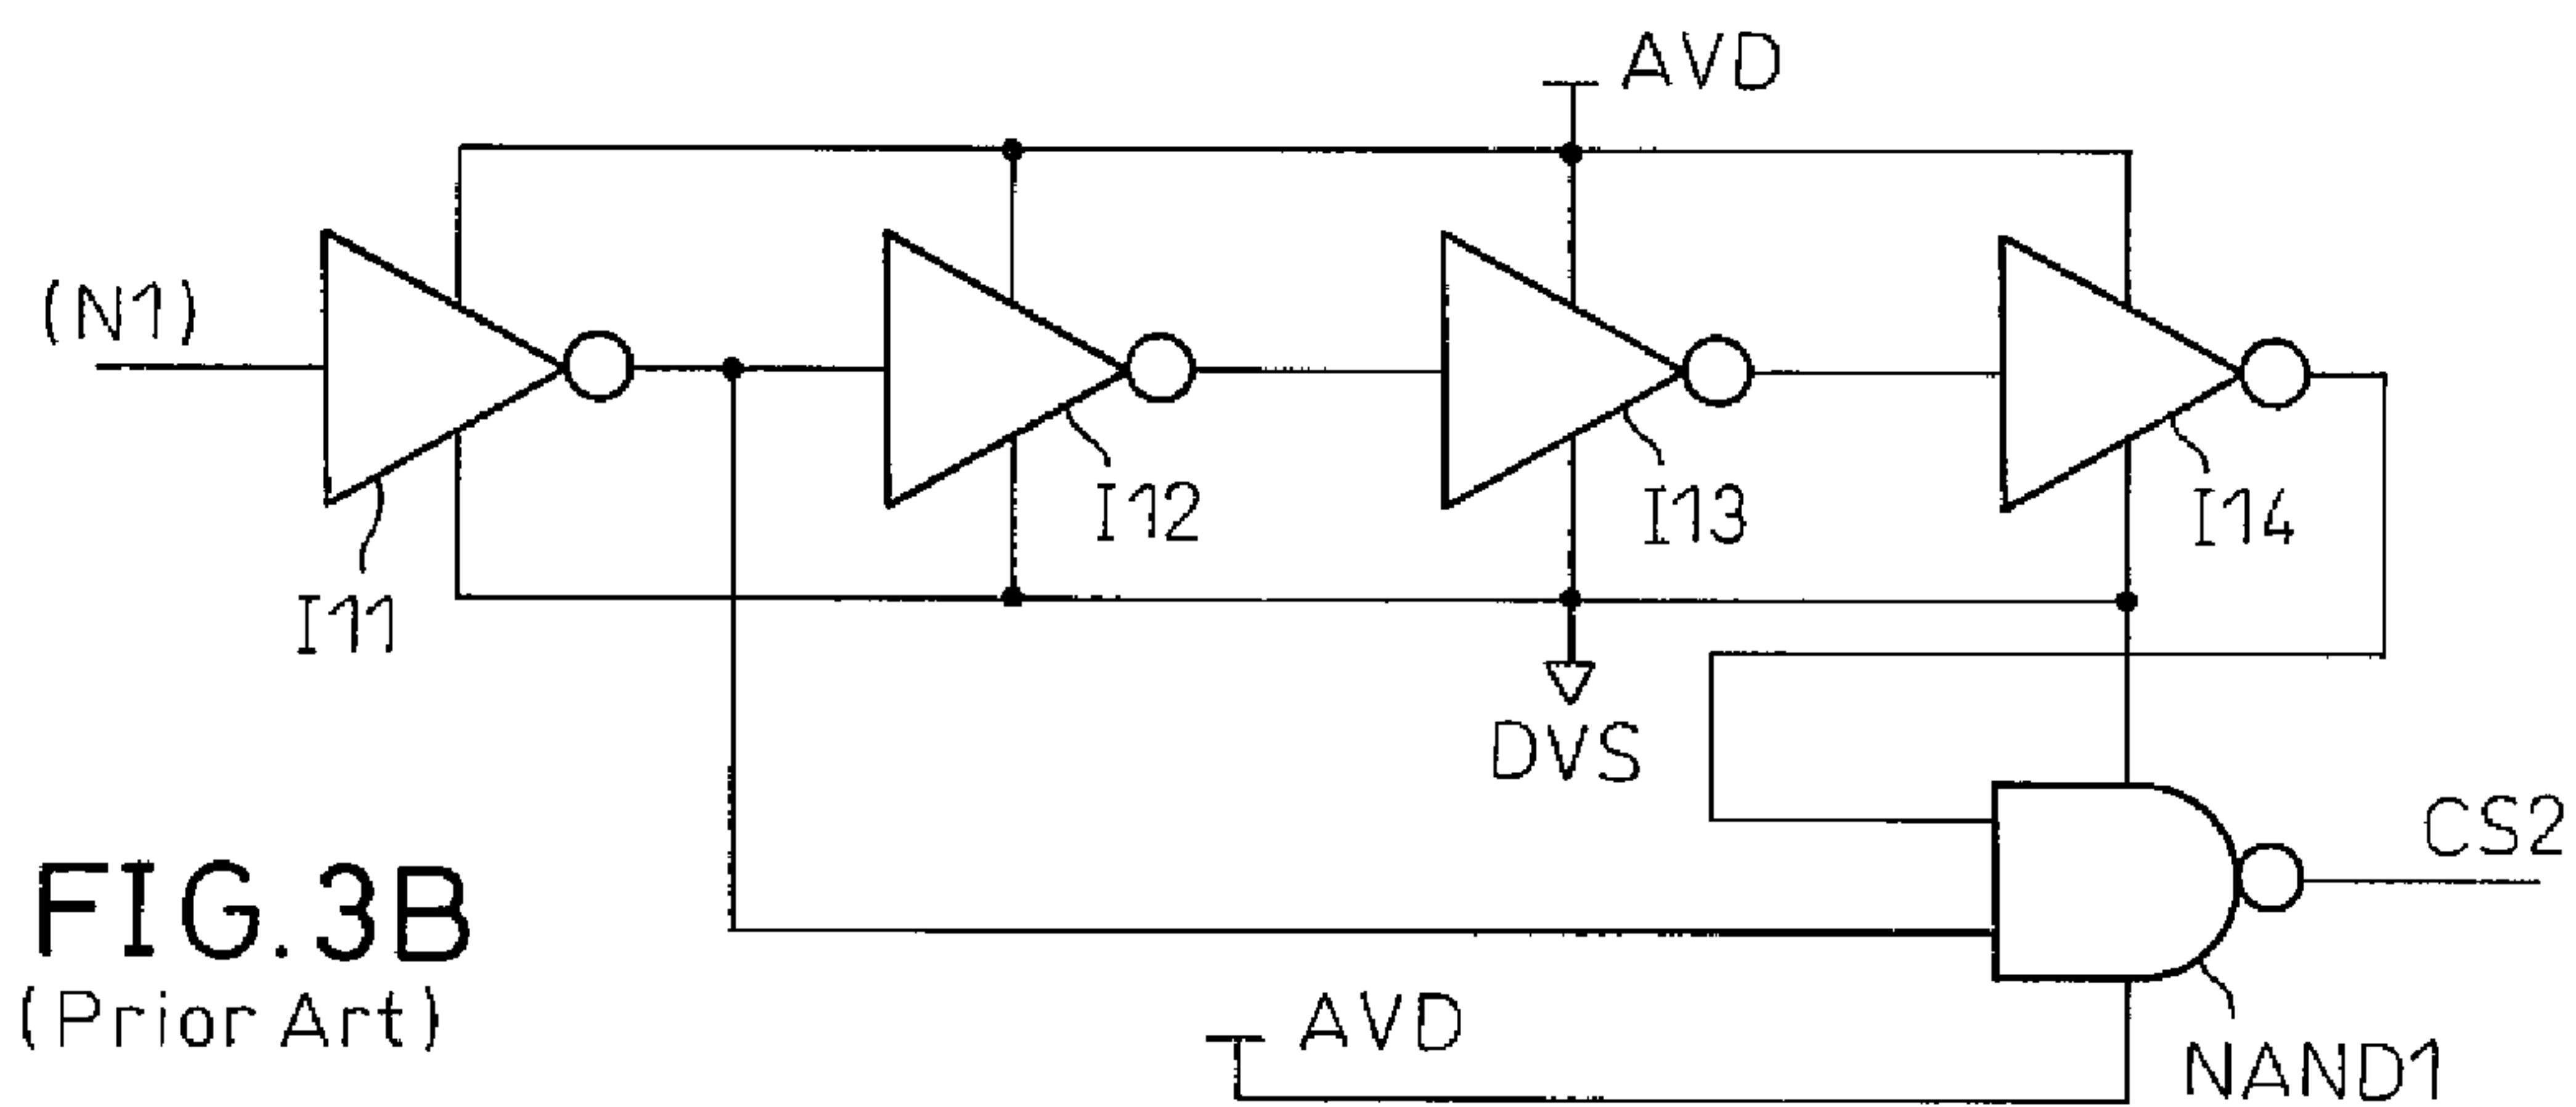 AVD
(N1)
I11
I12
I13
I14
DVS
CS2
FIG.3B
(Prior Art)
AVD
NAND1